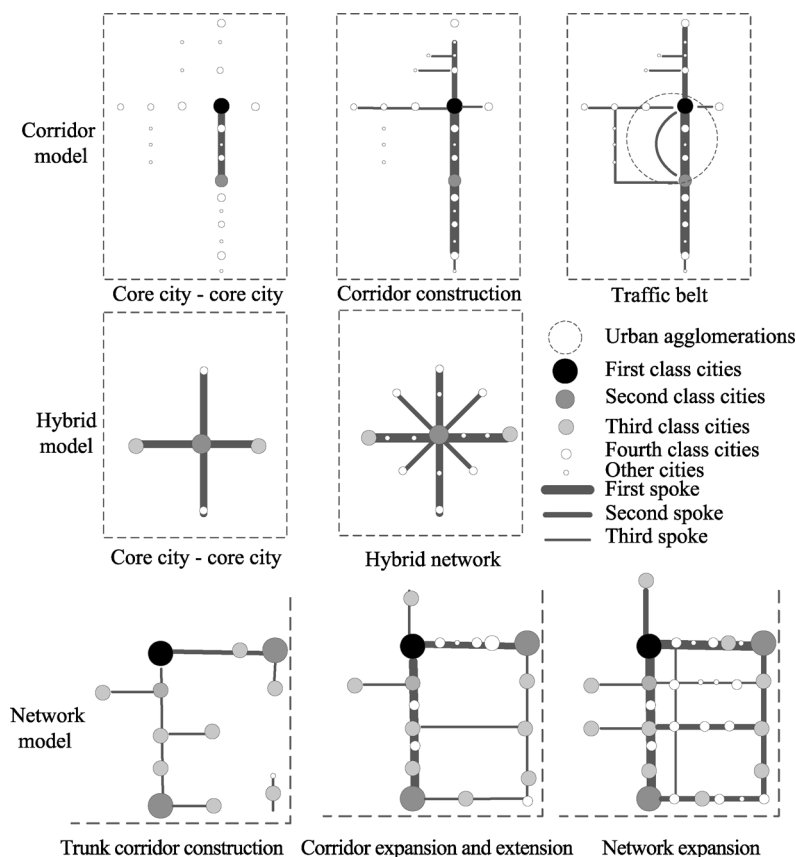 Corridor
model
Core city - core city
Corridor construction
Traffic belt
Hybrid
model
Core city - core city
Hybrid network
Urban agglomerations
First class cities
Second class cities
Third class cities
Fourth class cities
Other cities
First spoke
Second spoke
Third spoke
Network
model
Trunk corridor construction
Corridor expansion and extension
Network expansion